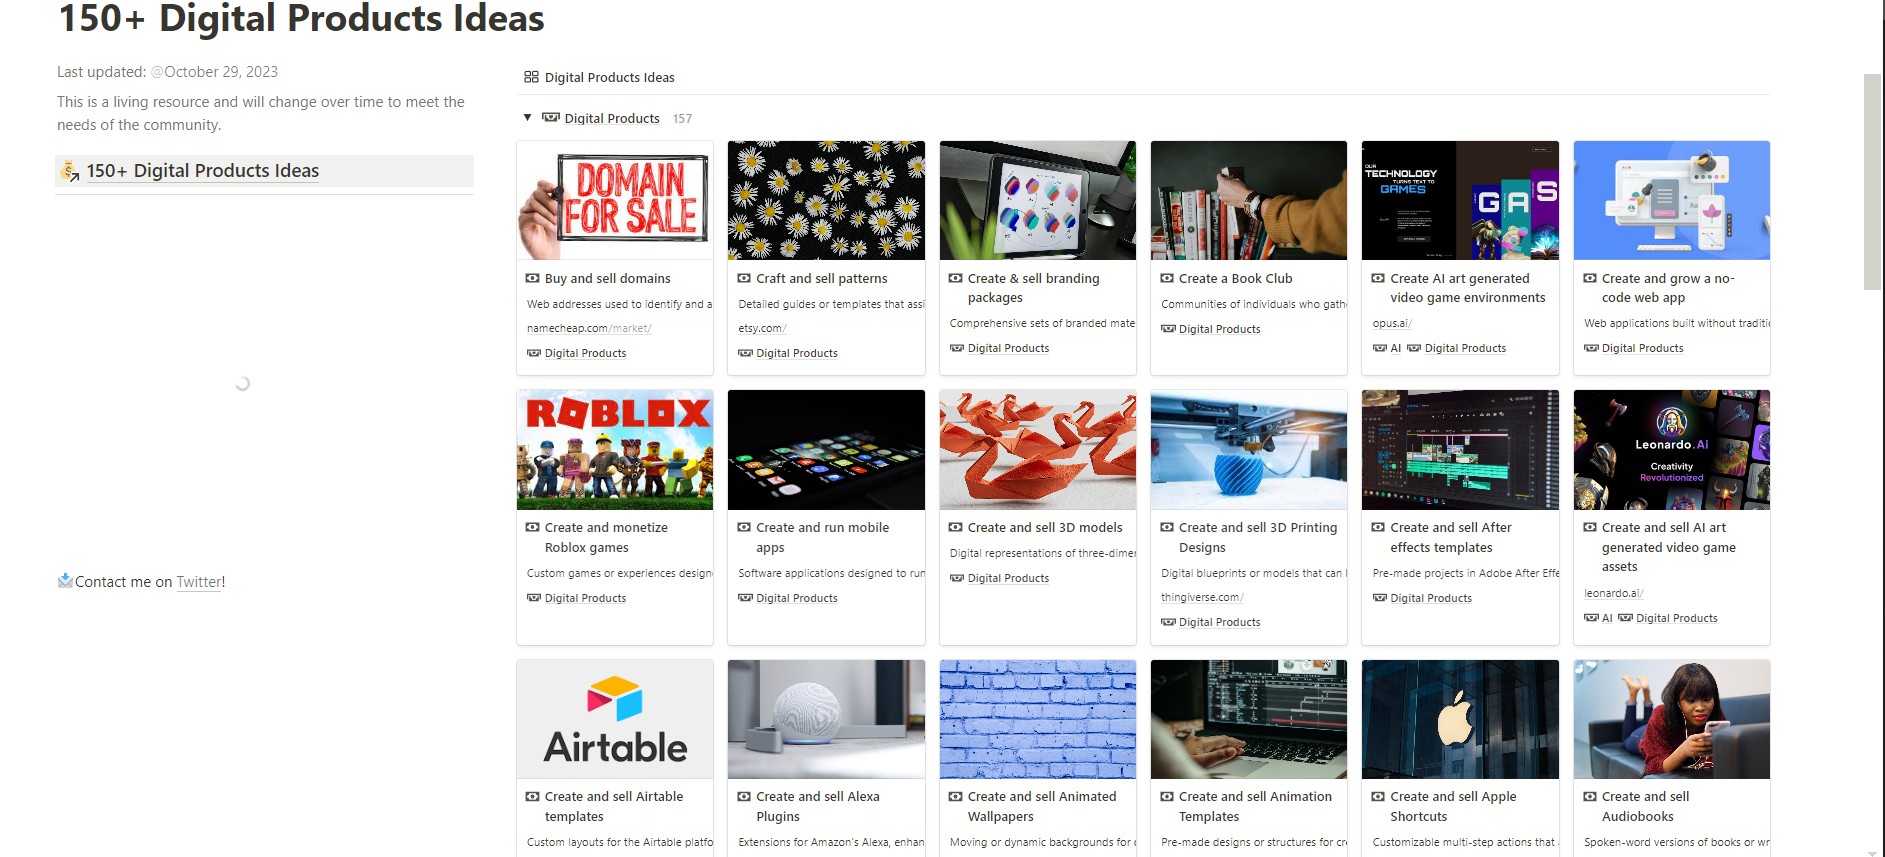 150+ Digital Products Ideas
Last updated: @October 29, 2023
This is a living resource and will change over time to meet the
needs of the community.
150+ Digital Products Ideas
Contact me on Twitter!
Digital Products Ideas
Digital Products 157
DOMAIN
FOR SALE
Buy and sell domains
Web addresses used to identify and a
namecheap.com/market/
Digital Products
Craft and sell patterns
Detailed guides or templates that assi
etsy.com/
Digital Products
Create & sell branding
packages
Comprehensive sets of branded mate
Digital Products
Create a Book Club
Communities of individuals who gath
Digital Products
OUR
TECHNOLOGY
TURNS TEXT TO
GAMES
GAS
Create AI art generated
video game environments
opus.ai/
AI Digital Products
Create and grow a no-
code web app
Web applications built without traditi
Digital Products
ROBLOX
Create and monetize
Roblox games
Custom games or experiences design
Digital Products
Create and run mobile
apps
Software applications designed to run
Digital Products
Create and sell 3D models
Digital representations of three-dimer
Digital Products
Create and sell 3D Printing
Designs
Digital blueprints or models that can
thingiverse.com/
Digital Products
Create and sell After
effects templates
Pre-made projects in Adobe After Effe
Digital Products
Leonardo.Ai
Creativity
Revolutionized
Create and sell AI art
generated video game
assets
leonardo.ai/
AI Digital Products
Airtable
Create and sell Airtable
templates
Custom layouts for the Airtable platfo
Create and sell Alexa
Plugins
Extensions for Amazon's Alexa, enhan
Create and sell Animated
Wallpapers
Moving or dynamic backgrounds for
Create and sell Animation
Templates
Pre-made designs or structures for cr
Create and sell Apple
Shortcuts
Customizable multi-step actions that
Create and sell
Audiobooks
Spoken-word versions of books or wr